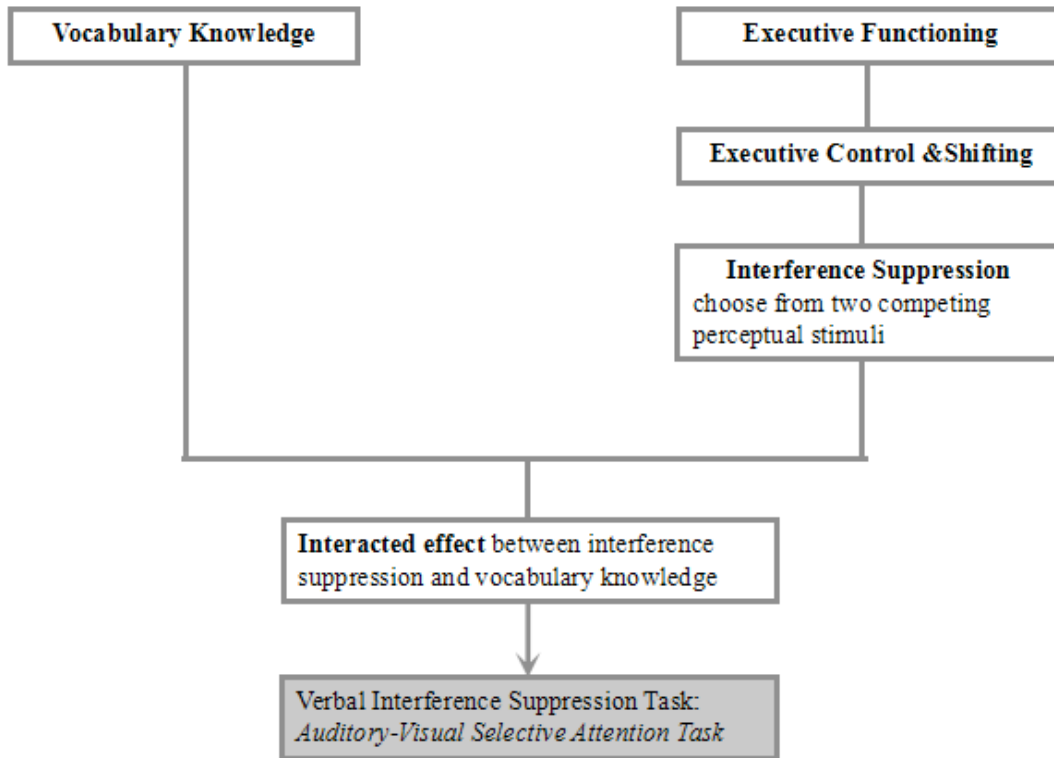 Vocabulary Knowledge
Executive Functioning
Executive Control &Shifting
Interference Suppression
choose from two competing
perceptual stimuli
Interacted effect between interference
suppression and vocabulary knowledge
Verbal Interference Suppression Task:
Auditory-Visual Selective Attention Task